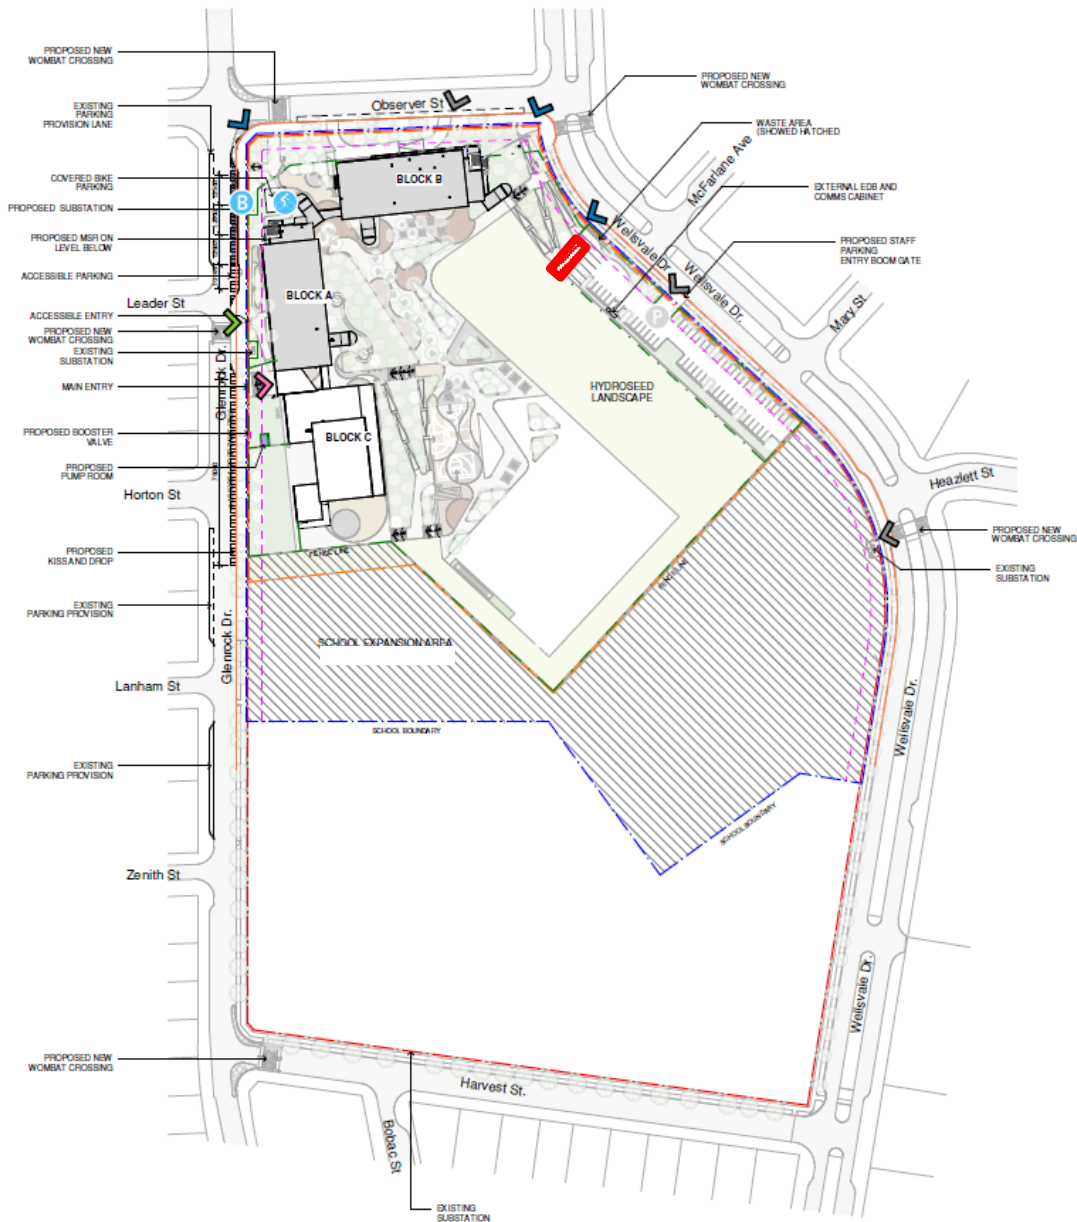 PROPOSED NEW
WOMBAT CROSSING
EXISTING
PARKING
PROVISION LANE
COVERED BIKE
PARKING
PROPOSED SUBSTATION
PROPOSED MSR ON
LEVEL BELOW
ACCESSIBLE PARKING
Leader St
ACCESSIBLE ENTRY
PROPOSED NEW
WOMBAT CROSSING
EXISTING
SUBSTATION
MAIN ENTRY
PROPOSED BOOSTER
VALVE
PROPOSED
PUMP ROOM
Horton St
PROPOSED
KISS AND DROP
EXISTING
PARKING PROVISION
Lanham St
EXISTING
PARKING PROVISION
Zenith St
PROPOSED NEW
WOMBAT CROSSING
Observer St
B
BLOCK B
BLOCK A
BLOCK C
Glenrock Dr.
Glenrock Dr.
FENCE LINE
SCHOOL EXPANSION AREA
SCHOOL BOUNDARY
HYDROSEED
LANDSCAPE
P
FENCE LINE
SCHOOL BOUNDARY
PROPOSED NEW
WOMBAT CROSSING
WASTE AREA
(SHOWED HATCHED
McFarlane Ave
EXTERNAL EDB AND
COMMS CABINET
PROPOSED STAFF
PARKING
ENTRY BOOM GATE
Wellsvale Dr.
Wellsvale Dr.
Mary St.
Heazlett St
PROPOSED NEW
WOMBAT CROSSING
EXISTING
SUBSTATION
Wellsvale Dr.
Wellsvale Dr.
Harvest St.
Bobac St
EXISTING
SUBSTATION